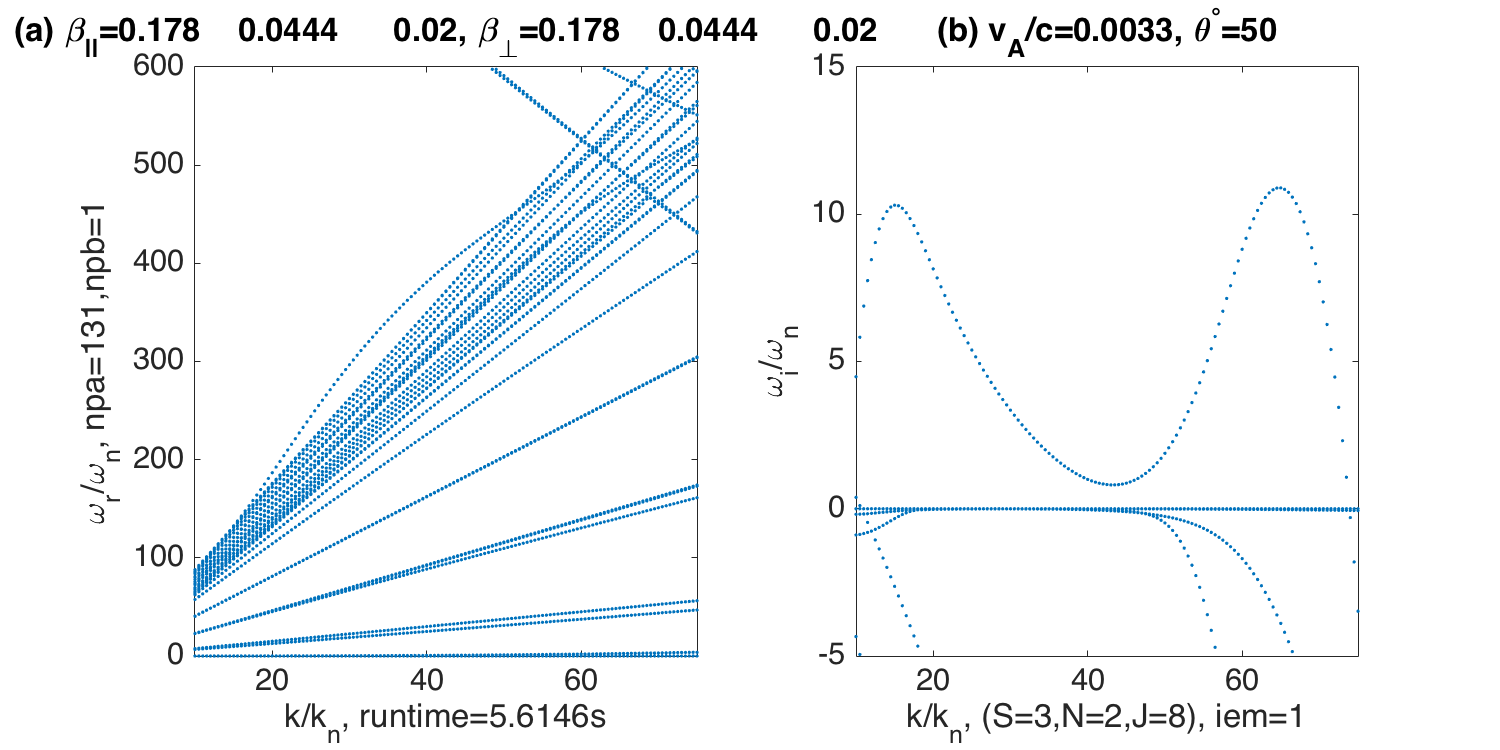 (a) β||=0.178 0.0444 0.02, β⊥=0.178 0.0444 0.02 (b) vA/c=0.0033, θ°=50
600
500
400
300
200
100
0
20 40 60
ωr/ωn, npa=131,npb=1
k/kn, runtime=5.6146s
15
10
5
0
-5
20 40 60
ωi/ωn
k/kn, (S=3,N=2,J=8), iem=1